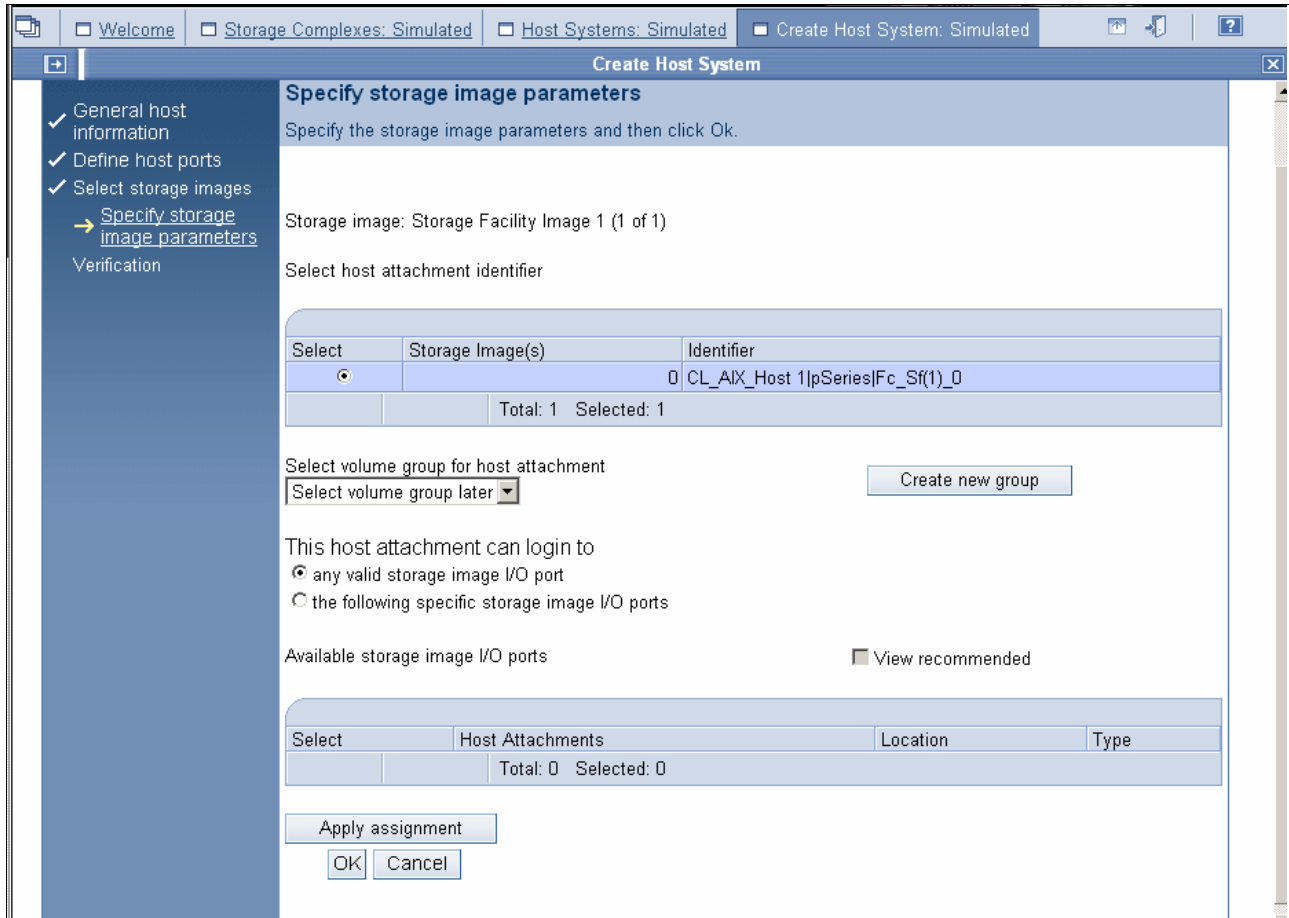 Welcome Storage Complexes: Simulated Host Systems: Simulated Create Host System: Simulated ?
Create Host System
General host
information
Define host ports
Select storage images
Specify storage
image parameters
Verification
Specify storage image parameters
Specify the storage image parameters and then click Ok.
Storage image: Storage Facility Image 1 (1 of 1)
Select host attachment identifier
Select Storage Image(s) Identifier
0 CL_AIX_Host 1|pSeries|Fc_Sf(1)_0
Total: 1 Selected: 1
Select volume group for host attachment
Select volume group later
Create new group
This host attachment can login to
any valid storage image I/O port
the following specific storage image I/O ports
Available storage image I/O ports
View recommended
Select Host Attachments Location Type
Total: 0 Selected: 0
Apply assignment
OK Cancel